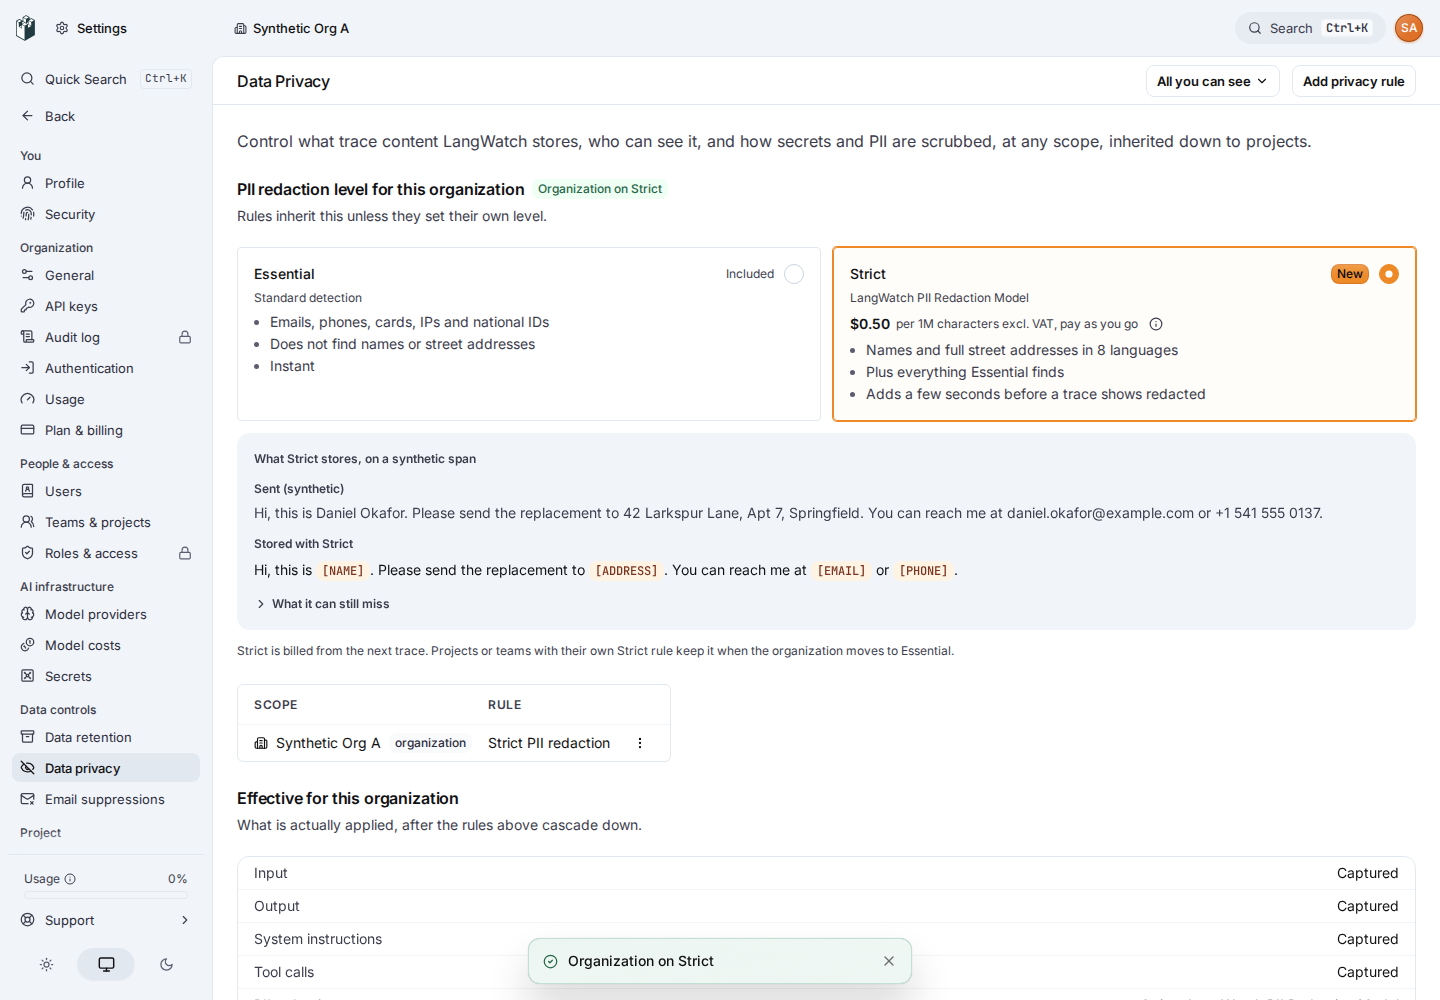 Settings
Synthetic Org A
Search Ctrl+K
SA
Quick Search Ctrl+K
Back
You
Profile
Security
Organization
General
API keys
Audit log
Authentication
Usage
Plan & billing
People & access
Users
Teams & projects
Roles & access
AI infrastructure
Model providers
Model costs
Secrets
Data controls
Data retention
Data privacy
Email suppressions
Project
Usage 0%
Support
Data Privacy
All you can see
Add privacy rule
Control what trace content LangWatch stores, who can see it, and how secrets and PII are scrubbed, at any scope, inherited down to projects.
PII redaction level for this organization Organization on Strict
Rules inherit this unless they set their own level.
Essential Included
Standard detection
Emails, phones, cards, IPs and national IDs
Does not find names or street addresses
Instant
Strict New
LangWatch PII Redaction Model
$0.50 per 1M characters excl. VAT, pay as you go
Names and full street addresses in 8 languages
Plus everything Essential finds
Adds a few seconds before a trace shows redacted
What Strict stores, on a synthetic span
Sent (synthetic)
Hi, this is Daniel Okafor. Please send the replacement to 42 Larkspur Lane, Apt 7, Springfield. You can reach me at daniel.okafor@example.com or +1 541 555 0137.
Stored with Strict
Hi, this is [NAME] . Please send the replacement to [ADDRESS] . You can reach me at [EMAIL] or [PHONE] .
What it can still miss
Strict is billed from the next trace. Projects or teams with their own Strict rule keep it when the organization moves to Essential.
SCOPE RULE
Synthetic Org A organization Strict PII redaction
Effective for this organization
What is actually applied, after the rules above cascade down.
Input Captured
Output Captured
System instructions Captured
Tool calls Captured
Organization on Strict